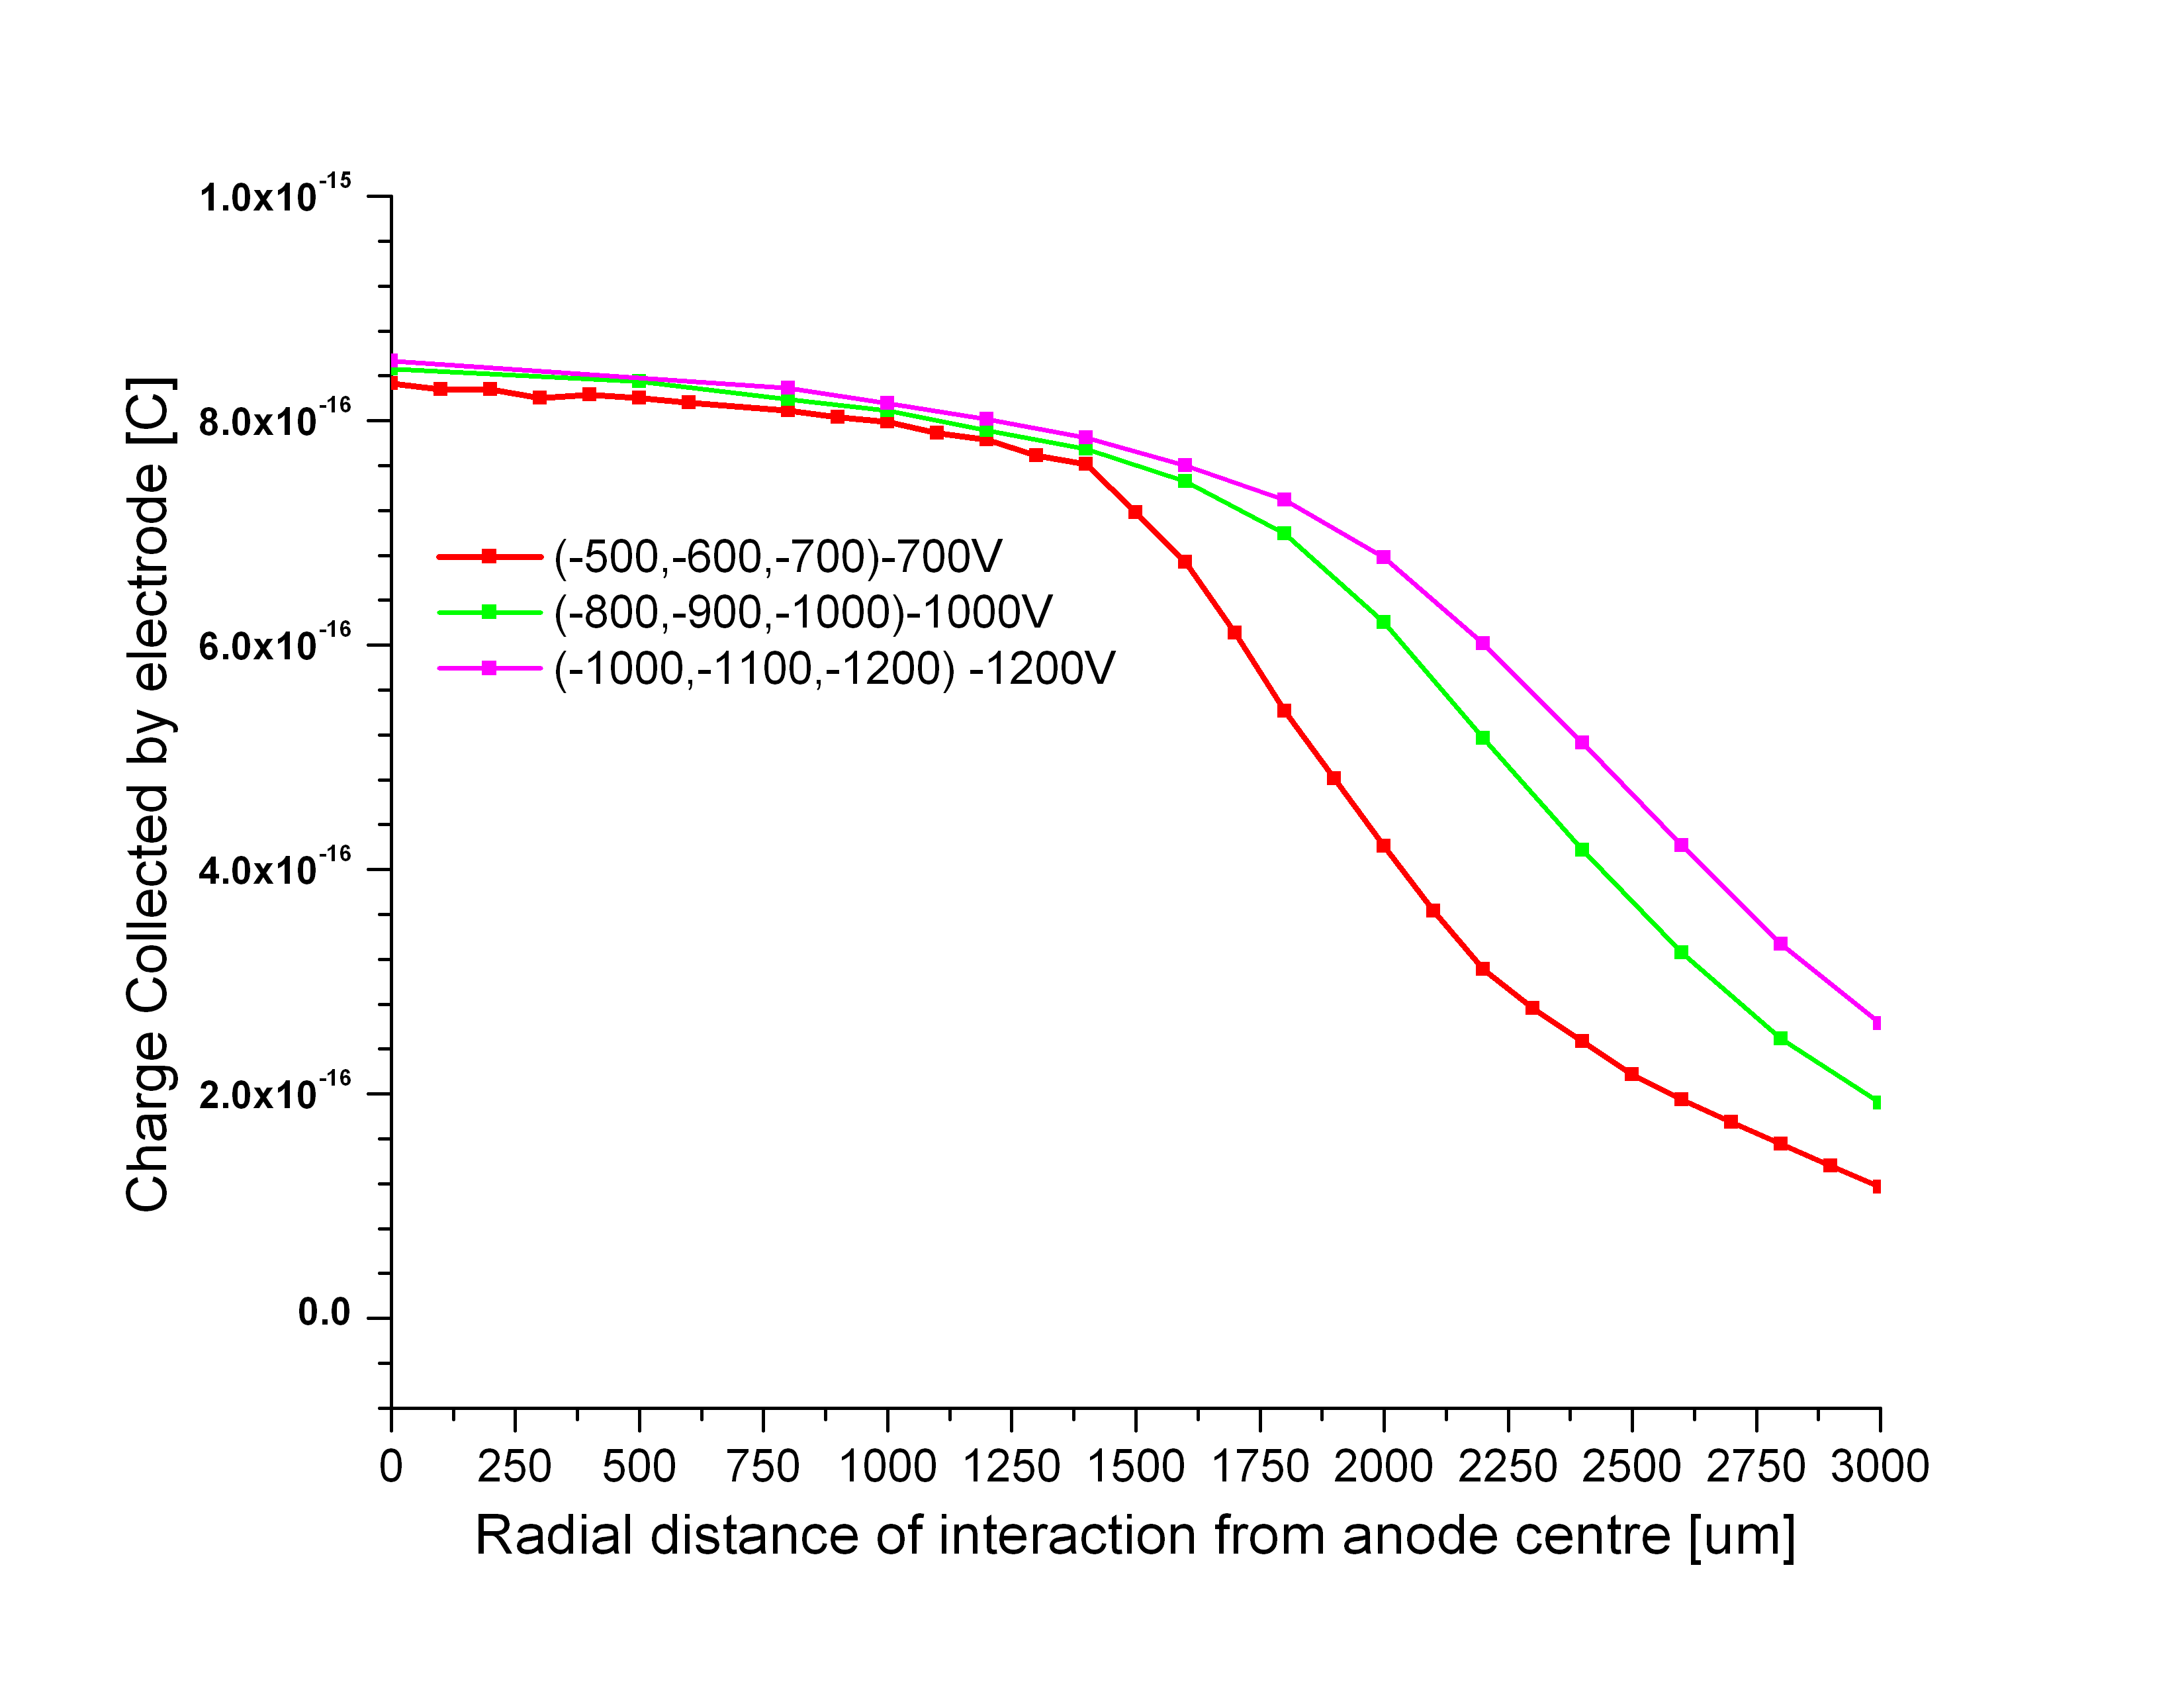 1.0x10^-15
8.0x10^-16
6.0x10^-16
4.0x10^-16
2.0x10^-16
0.0
Charge Collected by electrode [C]
(-500,-600,-700)-700V
(-800,-900,-1000)-1000V
(-1000,-1100,-1200) -1200V
0 250 500 750 1000 1250 1500 1750 2000 2250 2500 2750 3000
Radial distance of interaction from anode centre [um]